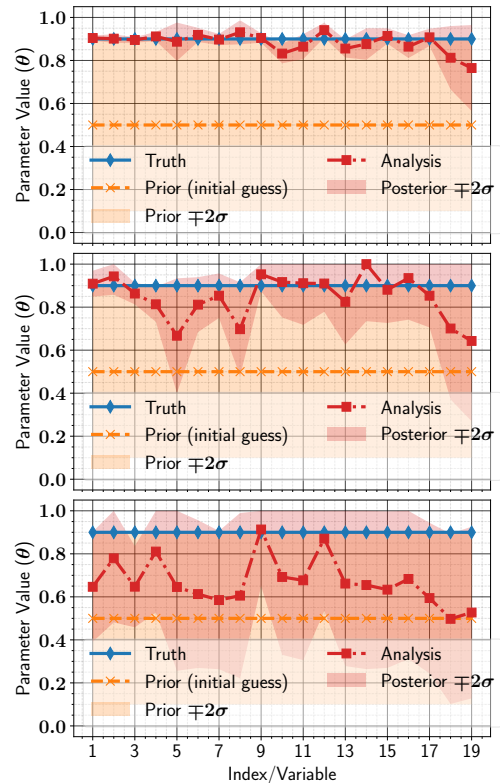 1.0
0.8
0.6
0.4
0.2
0.0
Parameter Value (θ)
Truth
Prior (initial guess)
Prior ∓2σ
Analysis
Posterior ∓2σ
1.0
0.8
0.6
0.4
0.2
0.0
Parameter Value (θ)
Truth
Prior (initial guess)
Prior ∓2σ
Analysis
Posterior ∓2σ
1.0
0.8
0.6
0.4
0.2
0.0
Parameter Value (θ)
Truth
Prior (initial guess)
Prior ∓2σ
Analysis
Posterior ∓2σ
1 3 5 7 9 11 13 15 17 19
Index/Variable